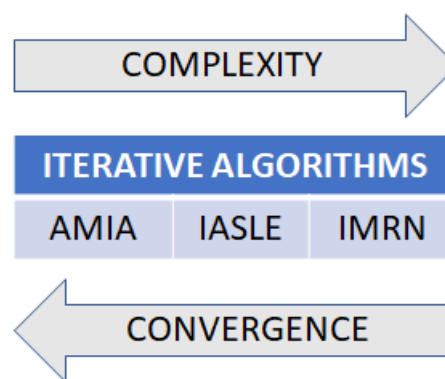 COMPLEXITY
ITERATIVE ALGORITHMS
AMIA IASLE IMRN
CONVERGENCE